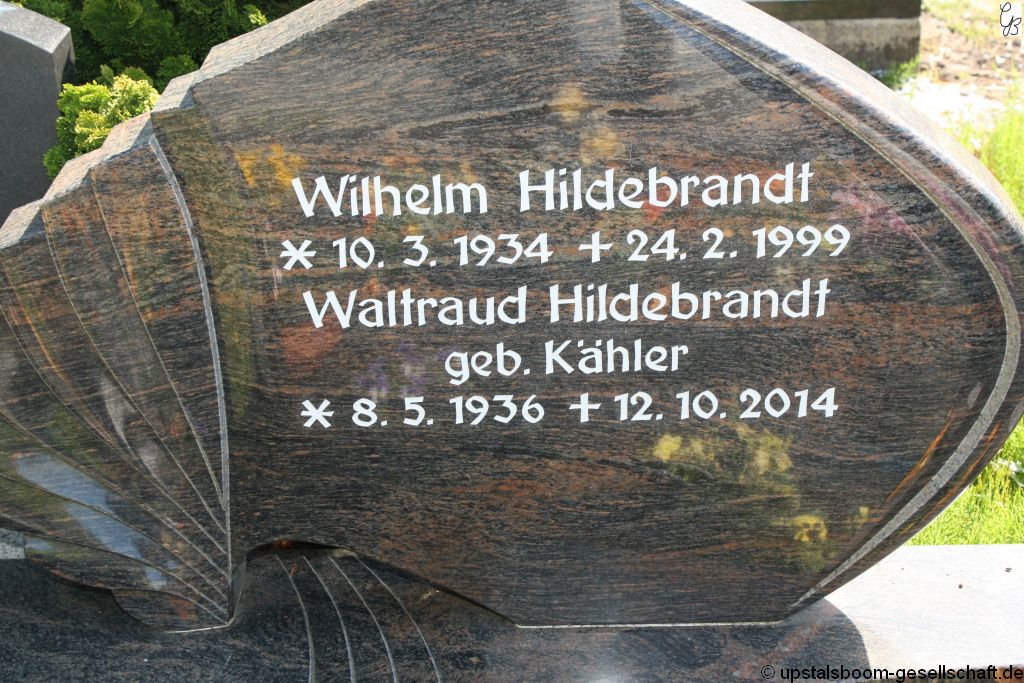 Wilhelm Hildebrandt
* 10. 3. 1934 + 24. 2. 1999
Waltraud Hildebrandt
geb. Kähler
* 8. 5. 1936 + 12. 10. 2014
© upstalsboom-gesellschaft.de